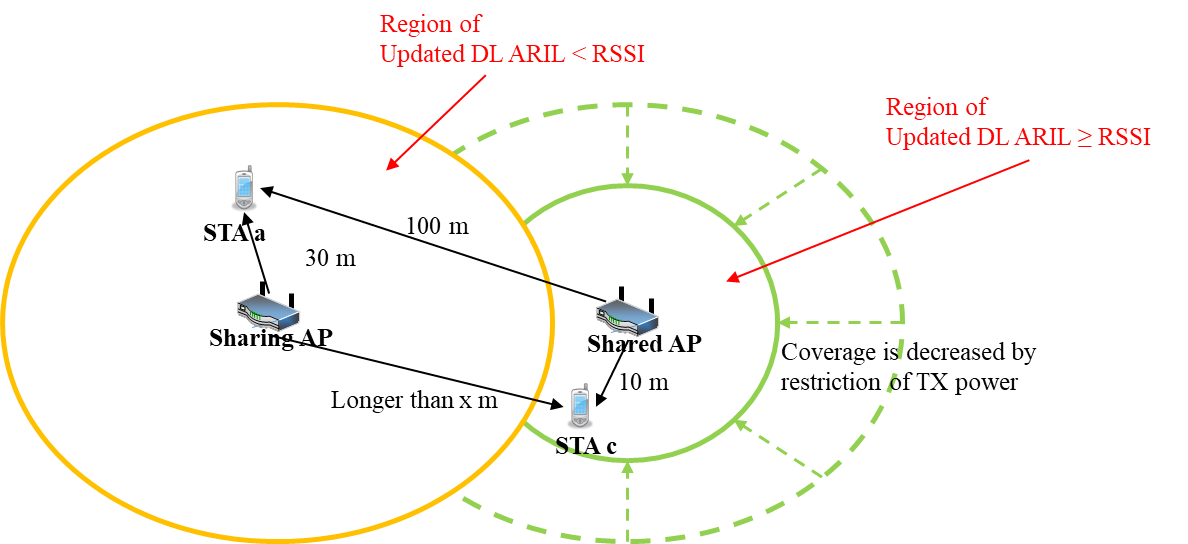 Region of
Updated DL ARIL < RSSI
Region of
Updated DL ARIL ≥ RSSI
100 m
STA a
30 m
Sharing AP
Shared AP
Coverage is decreased by
restriction of TX power
10 m
Longer than x m
STA c